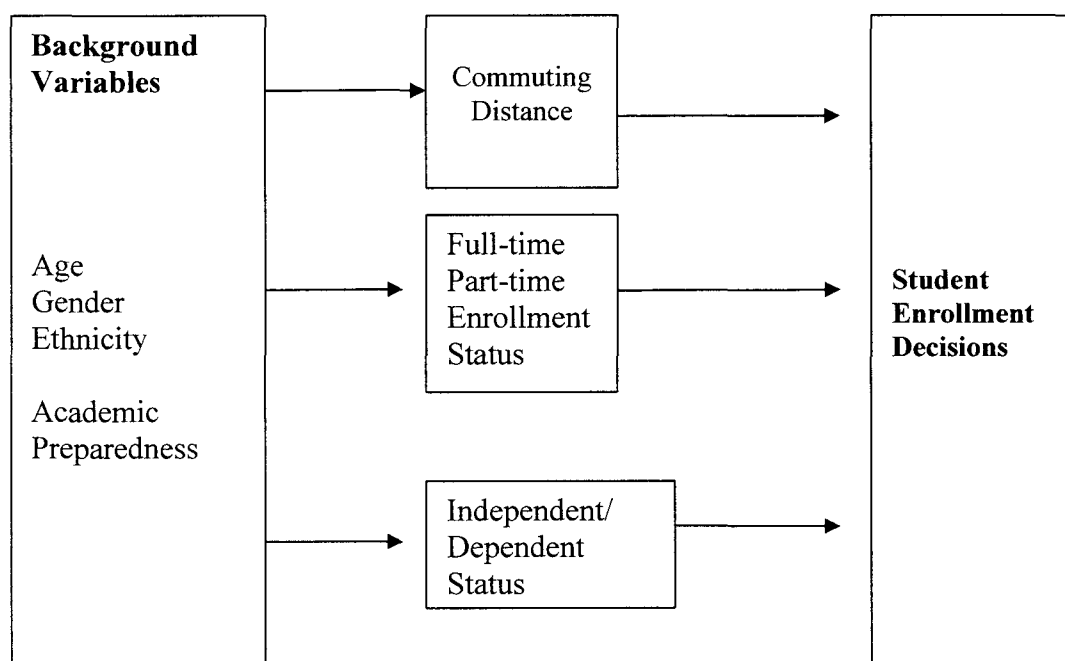 Background
Variables
Age
Gender
Ethnicity
Academic
Preparedness
Commuting
Distance
Full-time
Part-time
Enrollment
Status
Independent/
Dependent
Status
Student
Enrollment
Decisions